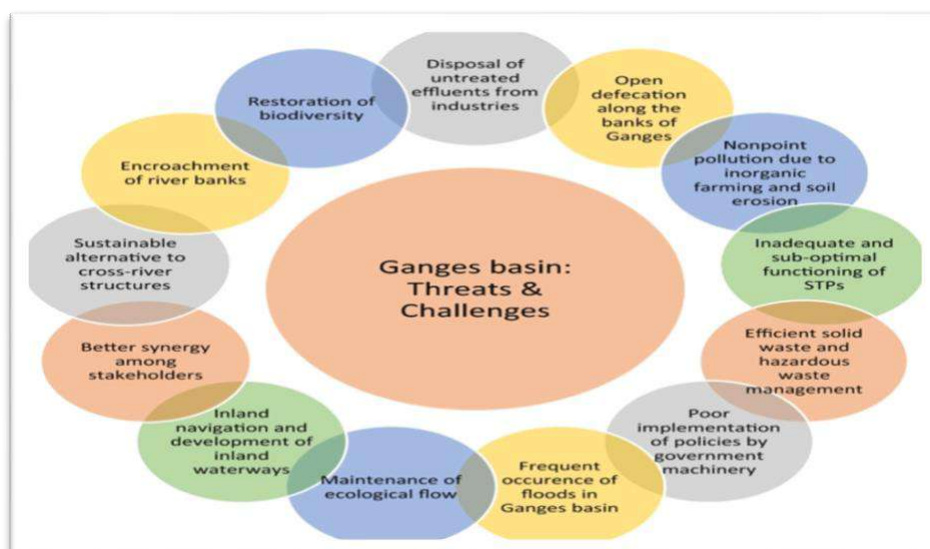 Ganges basin:
Threats &
Challenges
Disposal of
untreated
effluents from
industries
Open
defecation
along the
banks of
Ganges
Nonpoint
pollution due to
inorganic
farming and soil
erosion
Inadequate and
sub-optimal
functioning of
STPs
Efficient solid
waste and
hazardous
waste
management
Poor
implementation
of policies by
government
machinery
Frequent
occurence of
floods in
Ganges basin
Maintenance of
ecological flow
Inland
navigation and
development of
inland
waterways
Better synergy
among
stakeholders
Sustainable
alternative to
cross-river
structures
Encroachment
of river banks
Restoration of
biodiversity